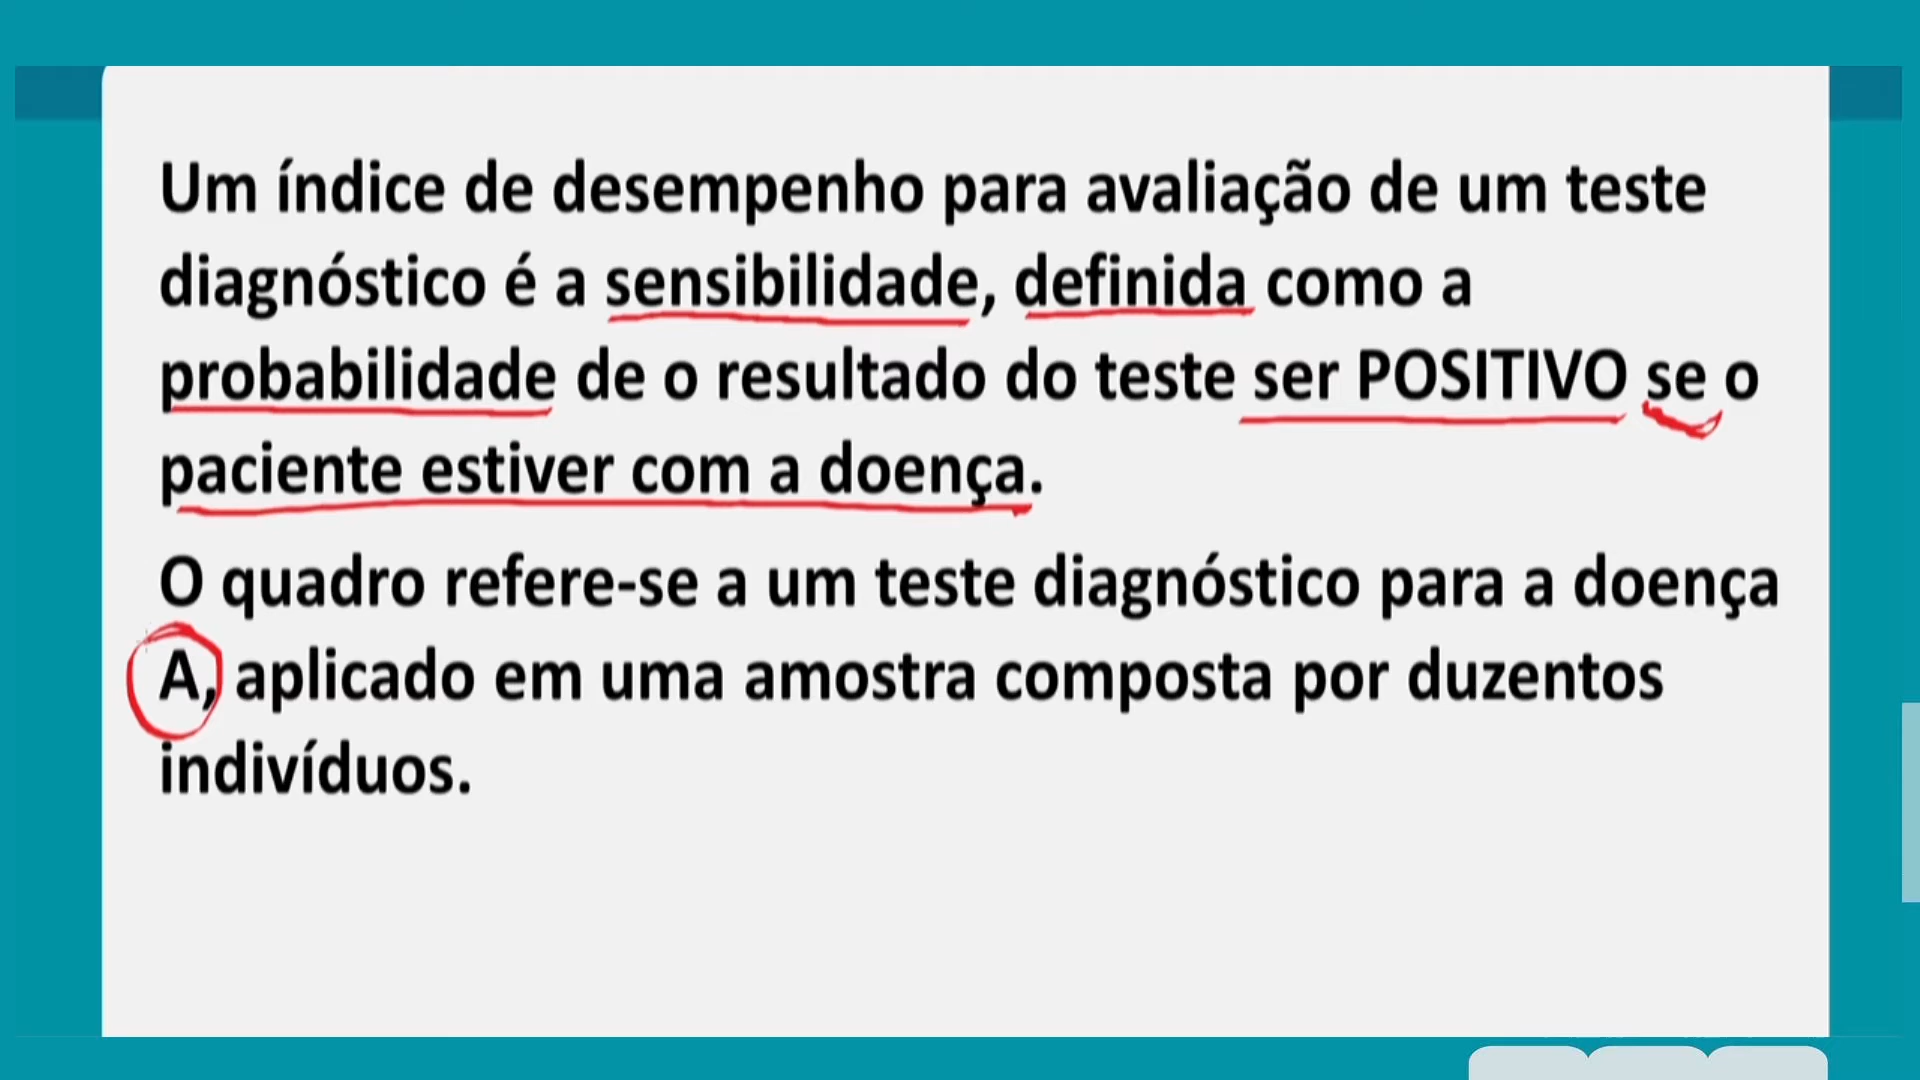 Um índice de desempenho para avaliação de um teste
diagnóstico é a sensibilidade, definida como a
probabilidade de o resultado do teste ser POSITIVO se o
paciente estiver com a doença.
O quadro refere-se a um teste diagnóstico para a doença
A, aplicado em uma amostra composta por duzentos
indivíduos.